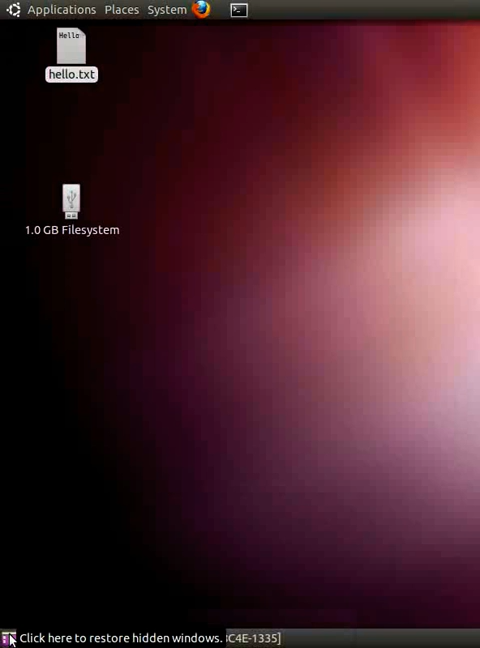 Applications Places System
Hello
hello.txt
1.0 GB Filesystem
Click here to restore hidden windows.
C4E-1335]